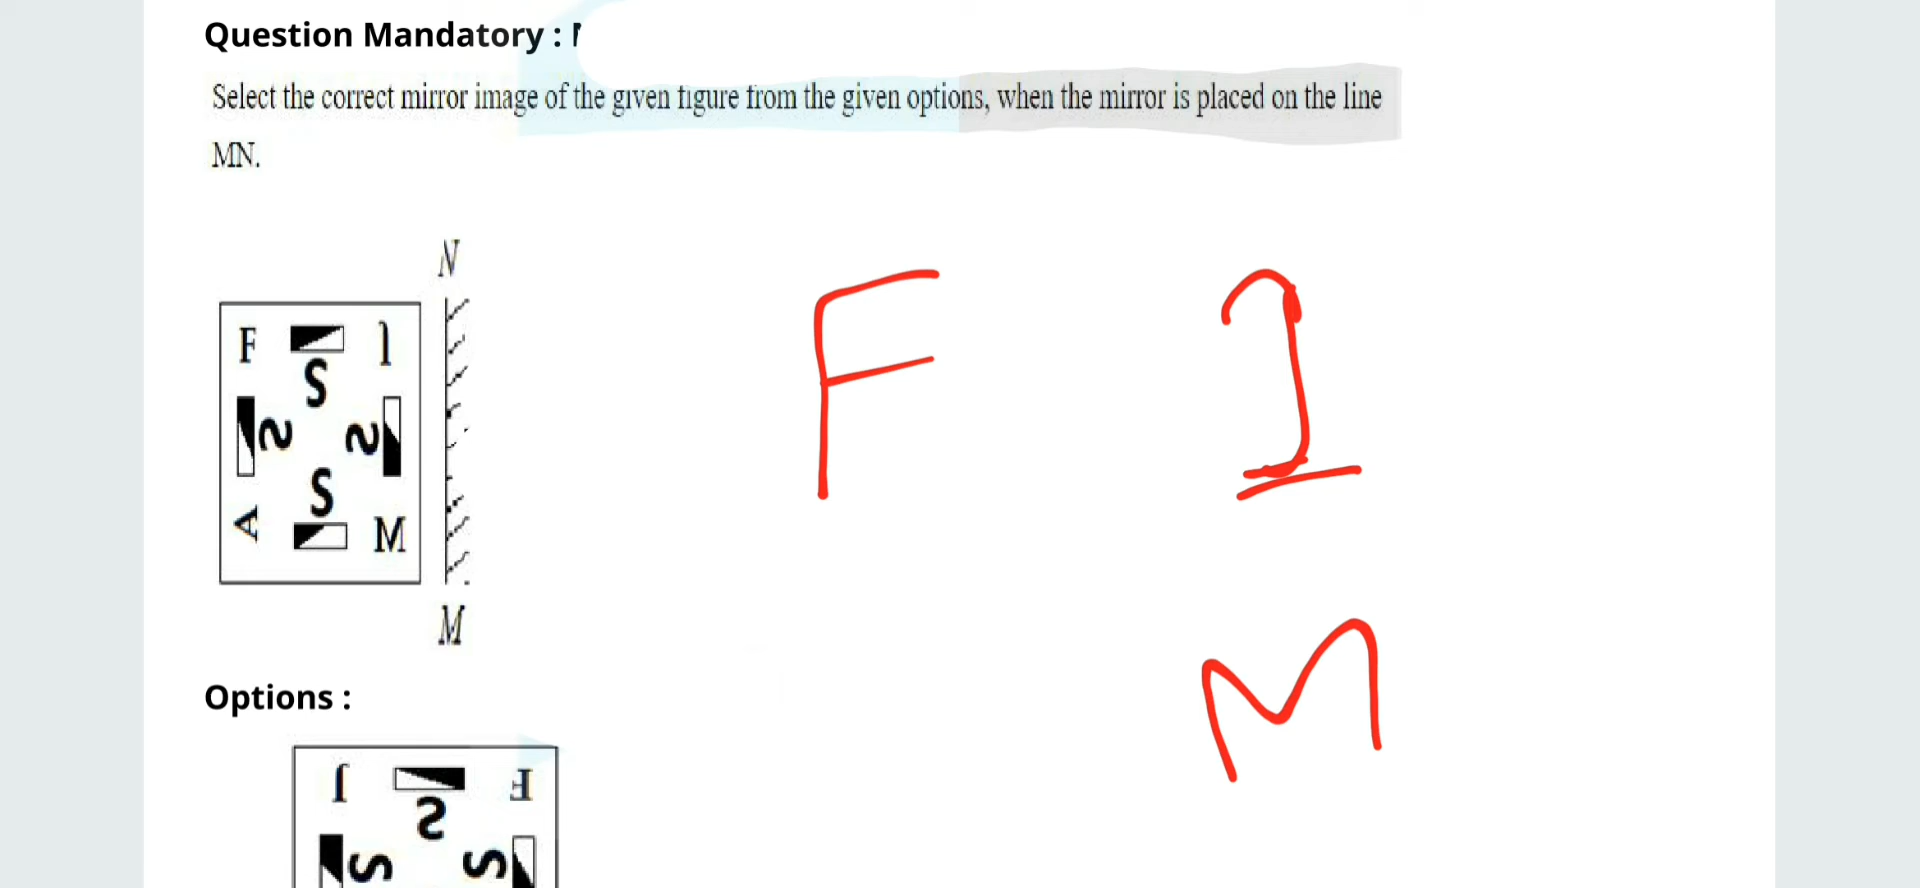 Question Mandatory :
Select the correct mirror image of the given figure from the given options, when the mirror is placed on the line
MN.
N
F
S
M
A
S
M
Options :
F I
M